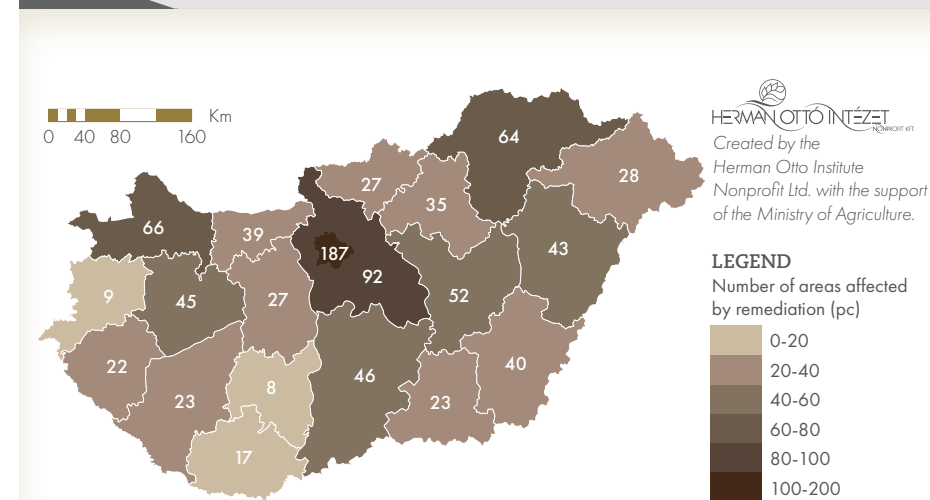 Km
0 40 80 160
HERMAN OTTÓ INTÉZET
NONPROFIT KFT.
Created by the
Herman Otto Institute
Nonprofit Ltd. with the support
of the Ministry of Agriculture.
LEGEND
Number of areas affected
by remediation (pc)
0-20
20-40
40-60
60-80
80-100
100-200
64
27
28
35
66
39
43
187
92
9
45
27
52
22
46
40
8
23
23
17